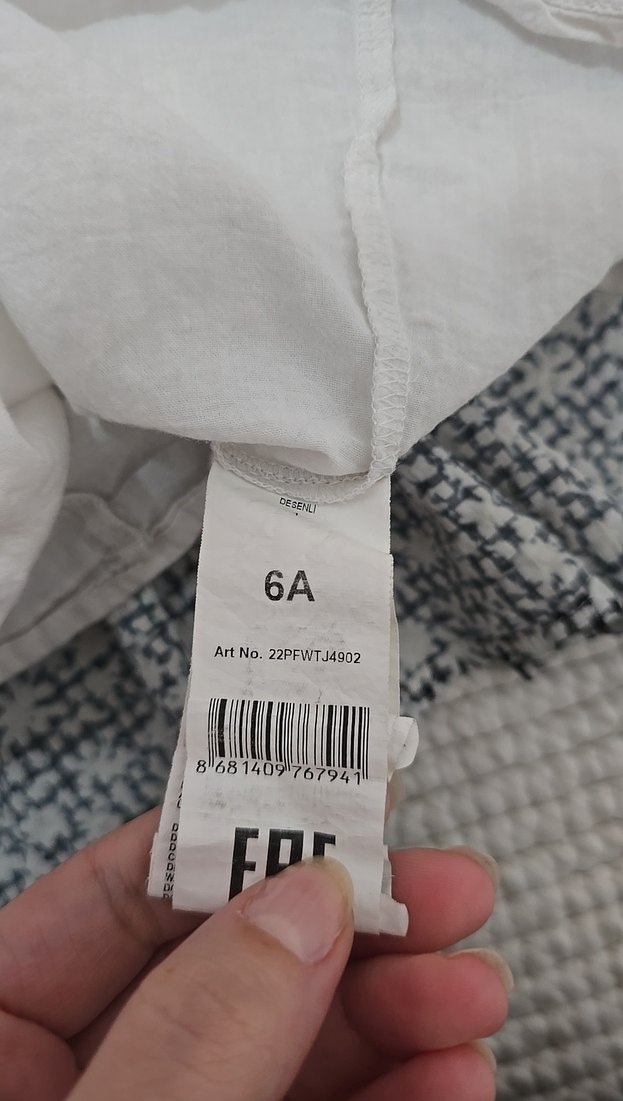 DESENLİ
6A
Art No. 22PFWTJ4902
8 681409 767941